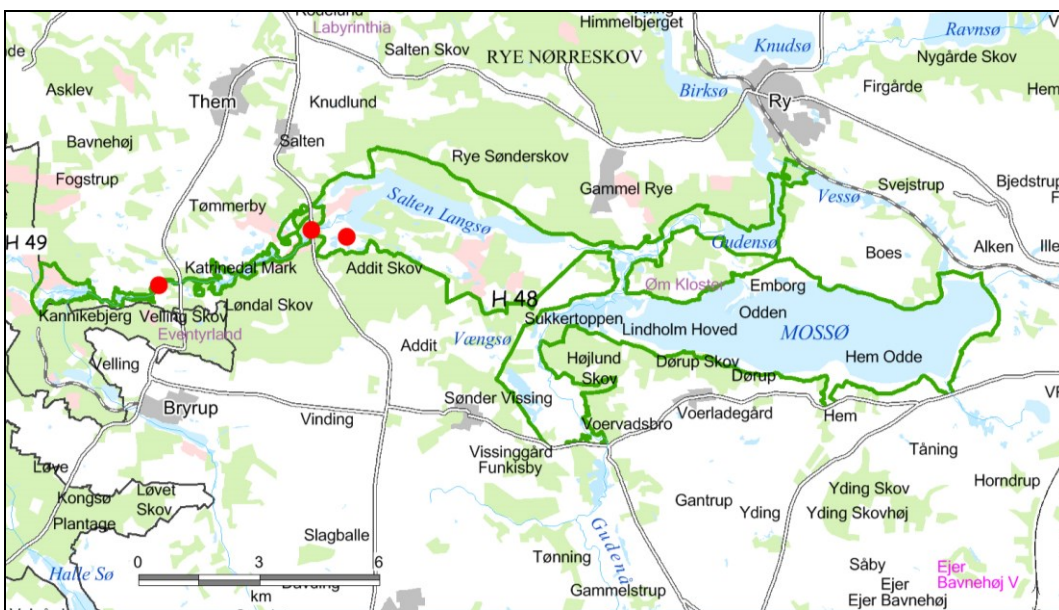 Rodelund
Labyrinthia
Himmelbjerget
Alling
Salten Skov
RYE NØRRESKOV
Knudsø
Ravnsø
Nygårde Skov
Asklev
Them
Knudlund
Birksø
Ry
Firgårde
Hem
Bavnehøj
Salten
Rye Sønderskov
Fogstrup
Gammel Rye
Vessø
Svejstrup
Bjedstrup
Tømmerby
Salten Langsø
H 49
Gudensø
Boes
Alken
Ille
Katrinedal Mark
Addit Skov
Øm Kloster
Emborg
Kannikebjerg
Velling Skov
Løndal Skov
H 48
Odden
Eventyrland
Sukkertoppen
Lindholm Hoved
MOSSØ
Addit
Vængsø
Velling
Højlund
Skov
Dørup Skov
Hem Odde
Dørup
Bryrup
Sønder Vissing
Voerladegård
Vinding
Voervadsbro
Hem
Vissinggård
Funkisby
Tåning
Løve
Kongsø
Plantage
Løvet
Skov
Gantrup
Yding Skov
Horndrup
Yding
Yding Skovhøj
Slagballe
Gudenå
Halle Sø
0 3 6
km
Tønning
Gammelstrup
Såby
Ejer
Ejer Bavnehøj
Ejer
Bavnehøj V